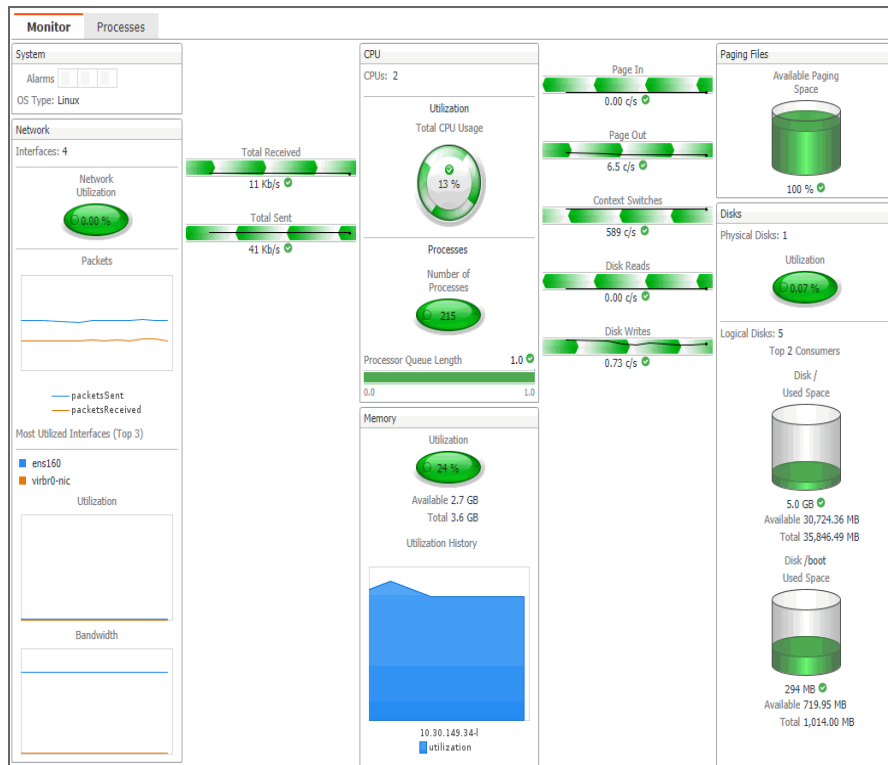 Monitor
Processes
System
Alarms
OS Type: Linux
Network
Interfaces: 4
Network
Utilization
0.00 %
Packets
packetsSent
packetsReceived
Most Utilized Interfaces (Top 3)
ens160
virbr0-nic
Utilization
Bandwidth
Total Received
11 Kb/s
Total Sent
41 Kb/s
CPU
CPUs: 2
Utilization
Total CPU Usage
13 %
Processes
Number of
Processes
215
Processor Queue Length 1.0
0.0 1.0
Memory
Utilization
24 %
Available 2.7 GB
Total 3.6 GB
Utilization History
10.30.149.34-l
utilization
Page In
0.00 c/s
Page Out
6.5 c/s
Context Switches
589 c/s
Disk Reads
0.00 c/s
Disk Writes
0.73 c/s
Paging Files
Available Paging
Space
100 %
Disks
Physical Disks: 1
Utilization
0.07 %
Logical Disks: 5
Top 2 Consumers
Disk /
Used Space
5.0 GB
Available 30,724.36 MB
Total 35,846.49 MB
Disk /boot
Used Space
294 MB
Available 719.95 MB
Total 1,014.00 MB